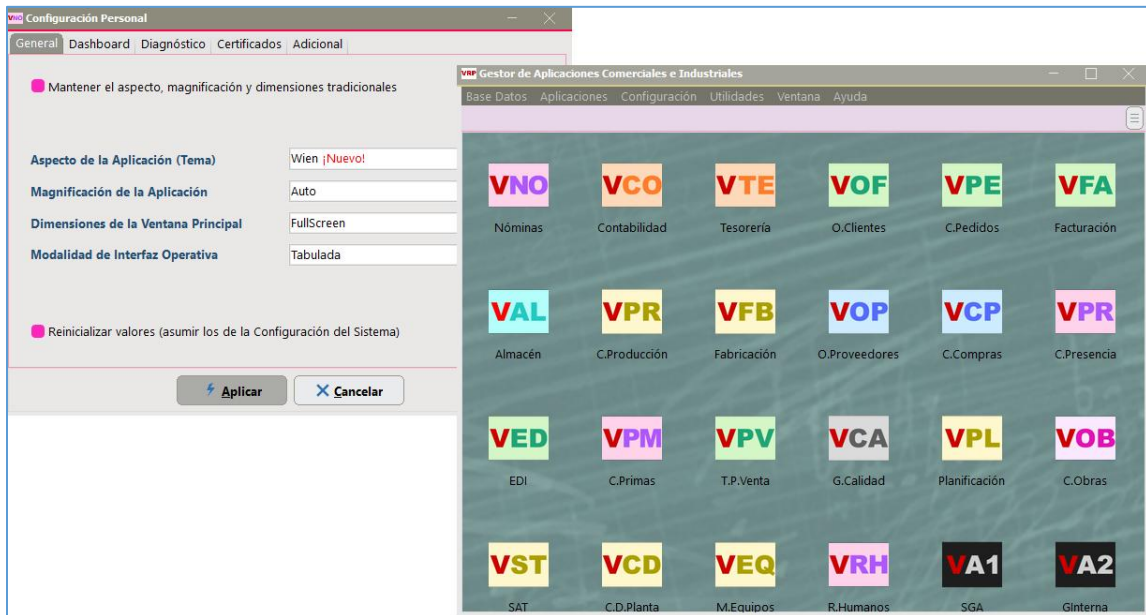 VNO Configuración Personal
General Dashboard Diagnóstico Certificados Adicional
Mantener el aspecto, magnificación y dimensiones tradicionales
Aspecto de la Aplicación (Tema) Wien ¡Nuevo!
Magnificación de la Aplicación Auto
Dimensiones de la Ventana Principal FullScreen
Modalidad de Interfaz Operativa Tabulada
Reinicializar valores (asumir los de la Configuración del Sistema)
Aplicar Cancelar
VRP Gestor de Aplicaciones Comerciales e Industriales
Base Datos Aplicaciones Configuración Utilidades Ventana Ayuda
VNO VCO VTE VOF VPE VFA
Nóminas Contabilidad Tesorería O.Clientes C.Pedidos Facturación
VAL VPR VFB VOP VCP VPR
Almacén C.Producción Fabricación O.Proveedores C.Compras C.Presencia
VED VPM VPV VCA VPL VOB
EDI C.Primas T.P.Venta G.Calidad Planificación C.Obras
VST VCD VEQ VRH VA1 VA2
SAT C.D.Planta M.Equipos R.Humanos SGA GInterna